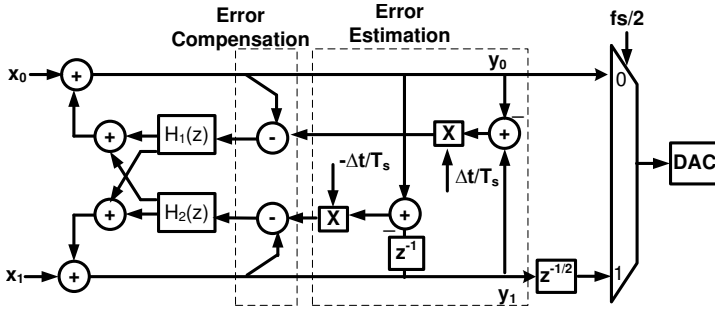 Error
Compensation
Error
Estimation
fs/2
x₀
+
y₀
0
+
H₁(z)
-
X
+
−
-Δt/Tₛ
Δt/Tₛ
DAC
+
H₂(z)
-
X
+
−
z⁻¹
x₁
+
y₁
z⁻¹/²
1